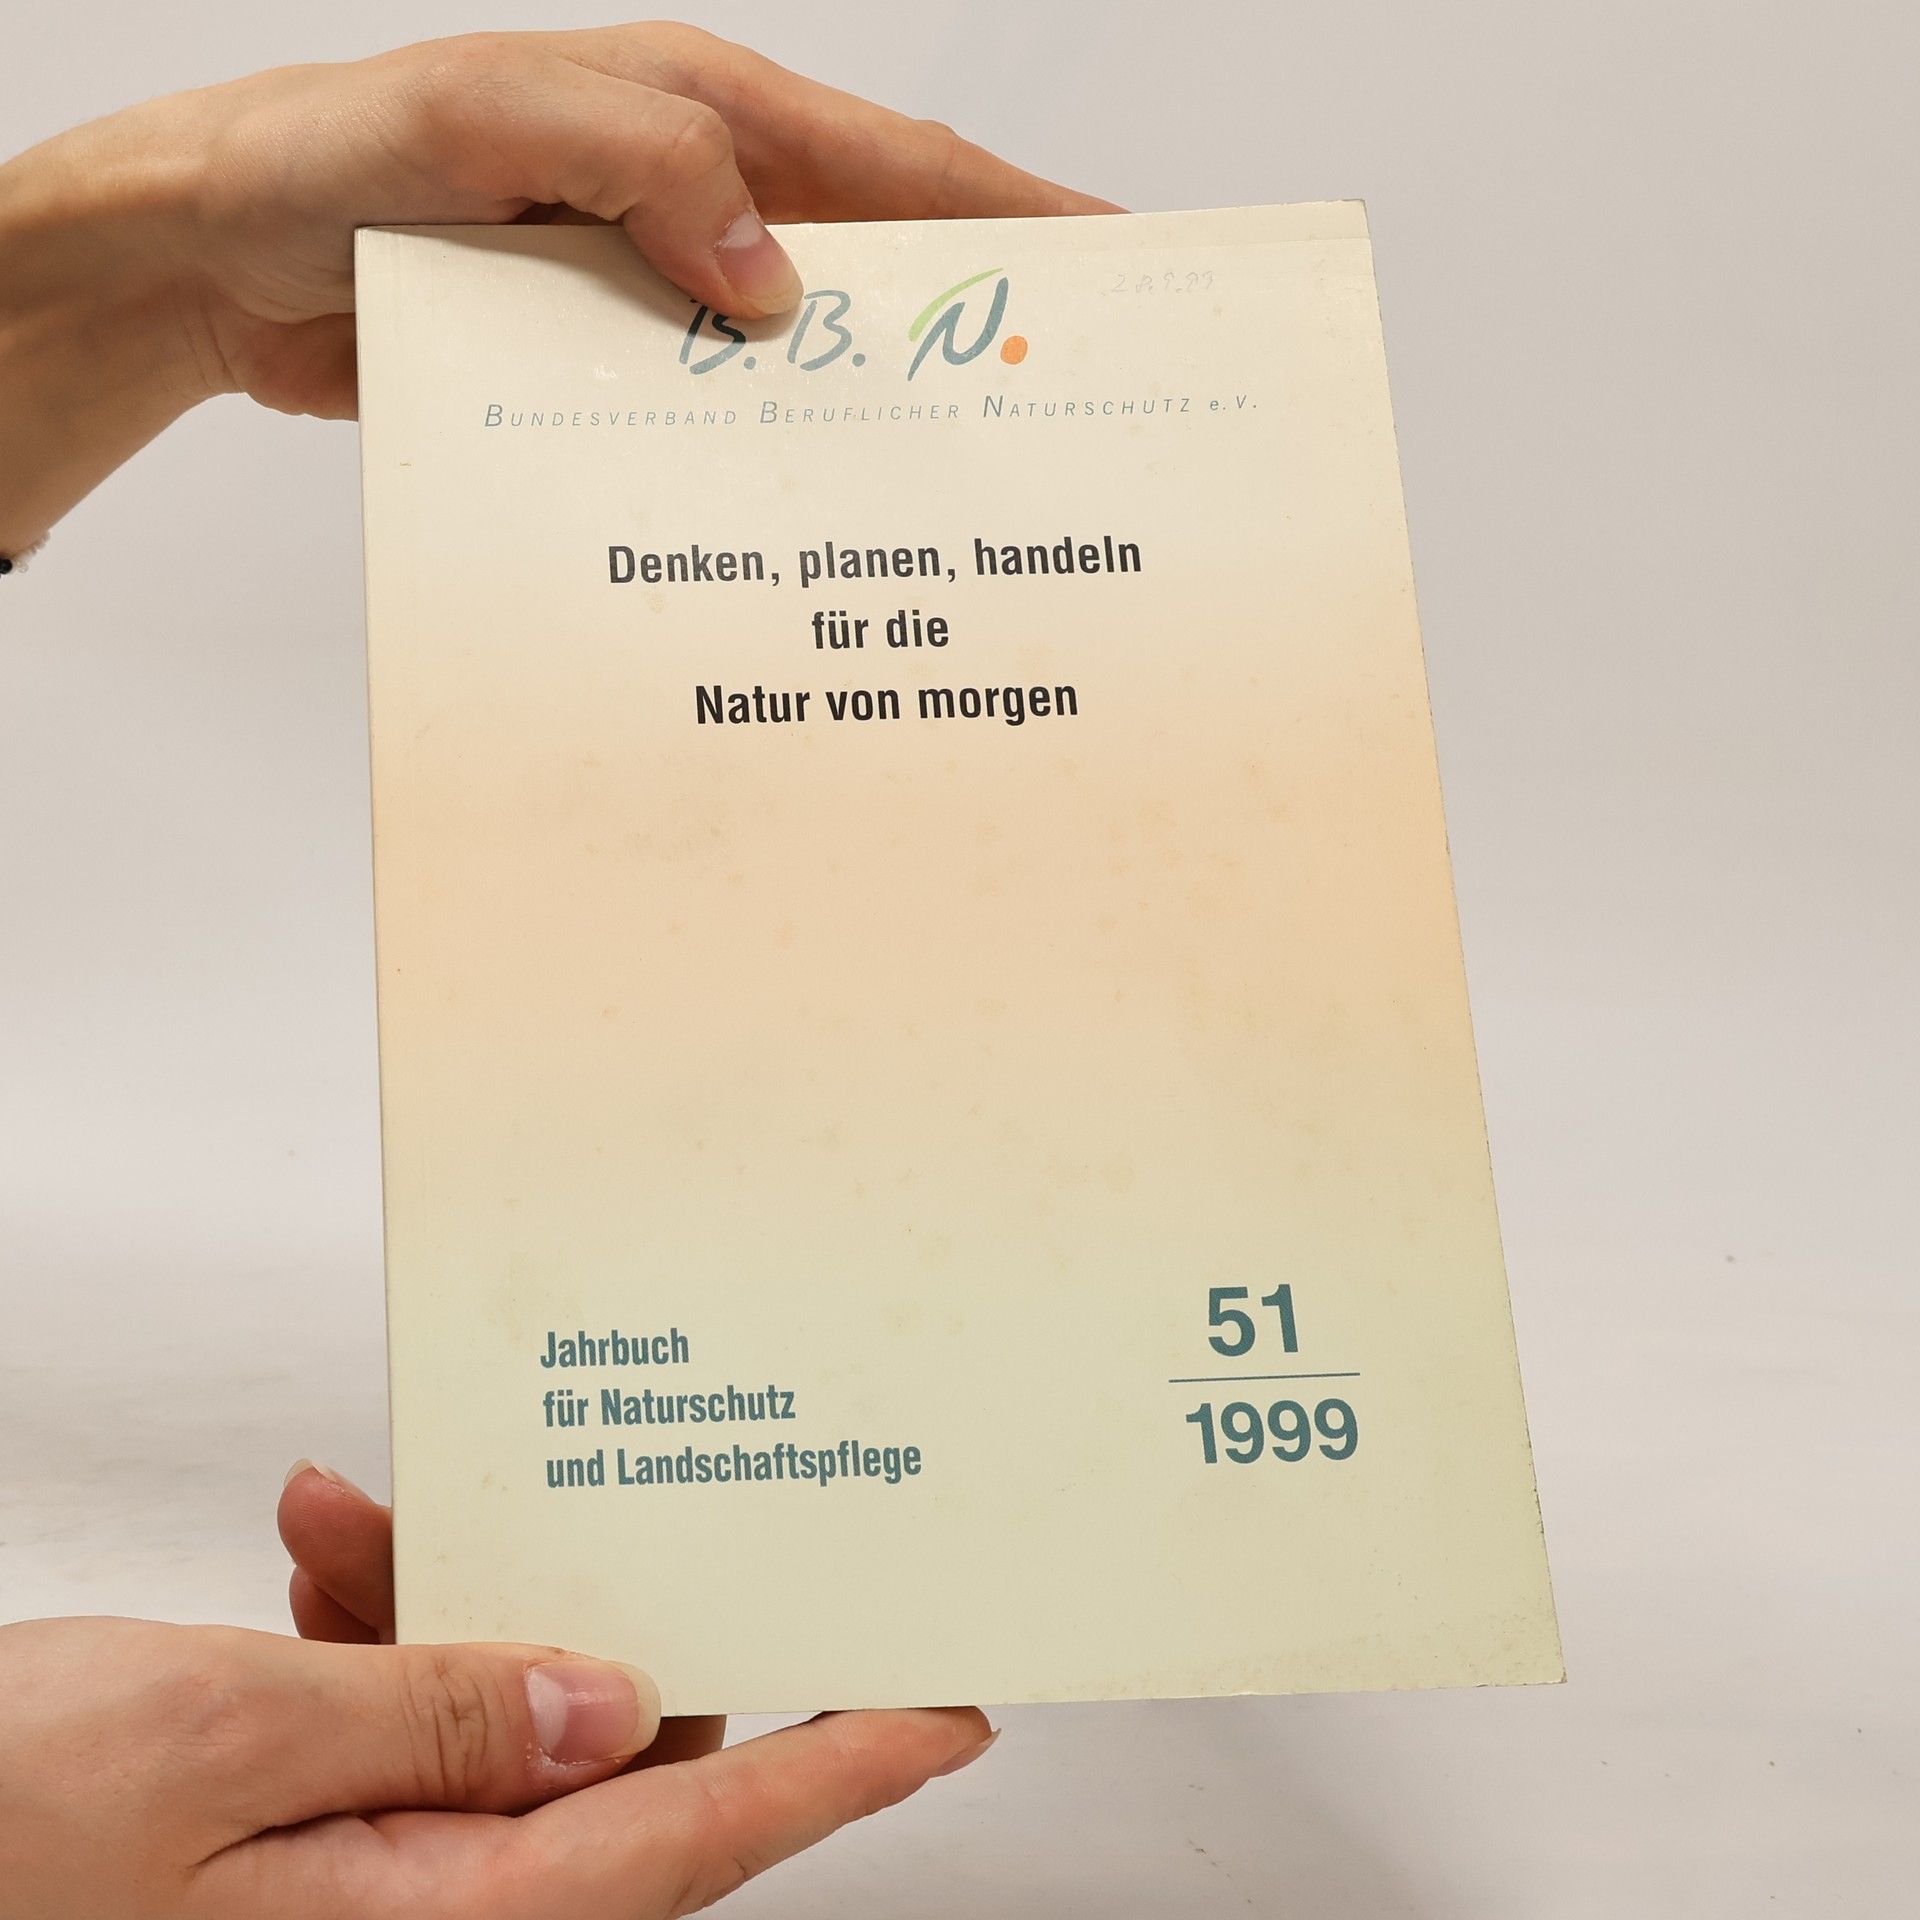 B. B. N.
BUNDESVERBAND BERUFLICHER NATURSCHUTZ e.V.
Denken, planen, handeln
für die
Natur von morgen
Jahrbuch
für Naturschutz
und Landschaftspflege
51
1999